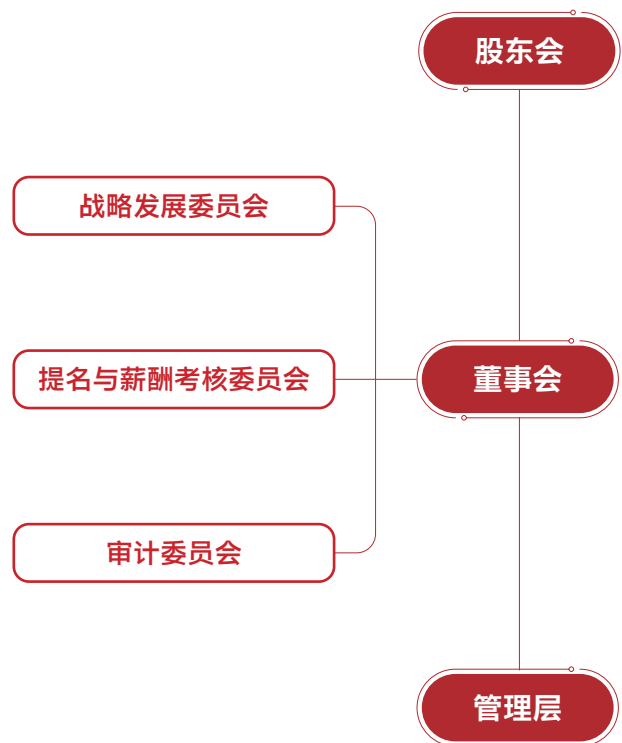 股东会
战略发展委员会
提名与薪酬考核委员会
董事会
审计委员会
管理层